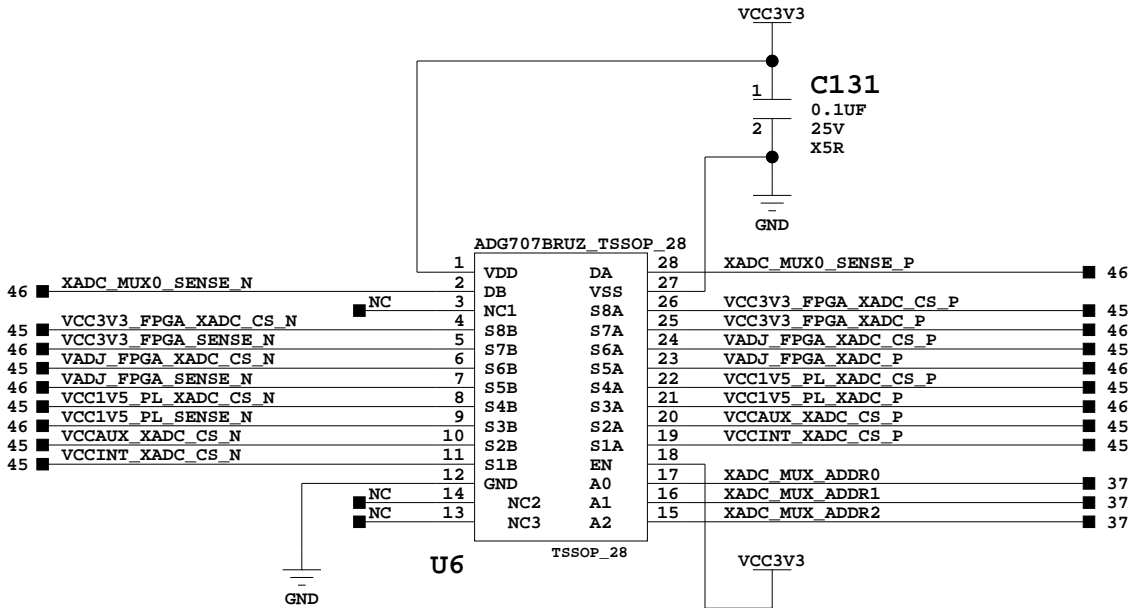 VCC3V3
1
C131
0.1UF
25V
2
X5R
GND
ADG707BRUZ_TSSOP_28
1 VDD DA 28 XADC_MUX0_SENSE_P 46
46 XADC_MUX0_SENSE_N 2 DB VSS 27
NC 3 NC1 S8A 26 VCC3V3_FPGA_XADC_CS_P 45
45 VCC3V3_FPGA_XADC_CS_N 4 S8B S7A 25 VCC3V3_FPGA_XADC_P 46
46 VCC3V3_FPGA_SENSE_N 5 S7B S6A 24 VADJ_FPGA_XADC_CS_P 45
45 VADJ_FPGA_XADC_CS_N 6 S6B S5A 23 VADJ_FPGA_XADC_P 46
46 VADJ_FPGA_SENSE_N 7 S5B S4A 22 VCC1V5_PL_XADC_CS_P 45
45 VCC1V5_PL_XADC_CS_N 8 S4B S3A 21 VCC1V5_PL_XADC_P 46
46 VCC1V5_PL_SENSE_N 9 S3B S2A 20 VCCAUX_XADC_CS_P 45
45 VCCAUX_XADC_CS_N 10 S2B S1A 19 VCCINT_XADC_CS_P 45
45 VCCINT_XADC_CS_N 11 S1B EN 18
12 GND A0 17 XADC_MUX_ADDR0 37
NC 14 NC2 A1 16 XADC_MUX_ADDR1 37
NC 13 NC3 A2 15 XADC_MUX_ADDR2 37
U6
TSSOP_28
VCC3V3
GND